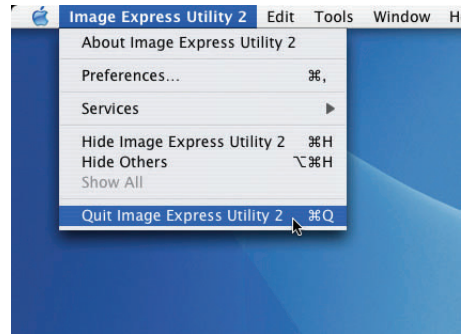 Image Express Utility 2 Edit Tools Window H
About Image Express Utility 2
Preferences... ⌘,
Services ▶
Hide Image Express Utility 2 ⌘H
Hide Others ⌥⌘H
Show All
Quit Image Express Utility 2 ⌘Q